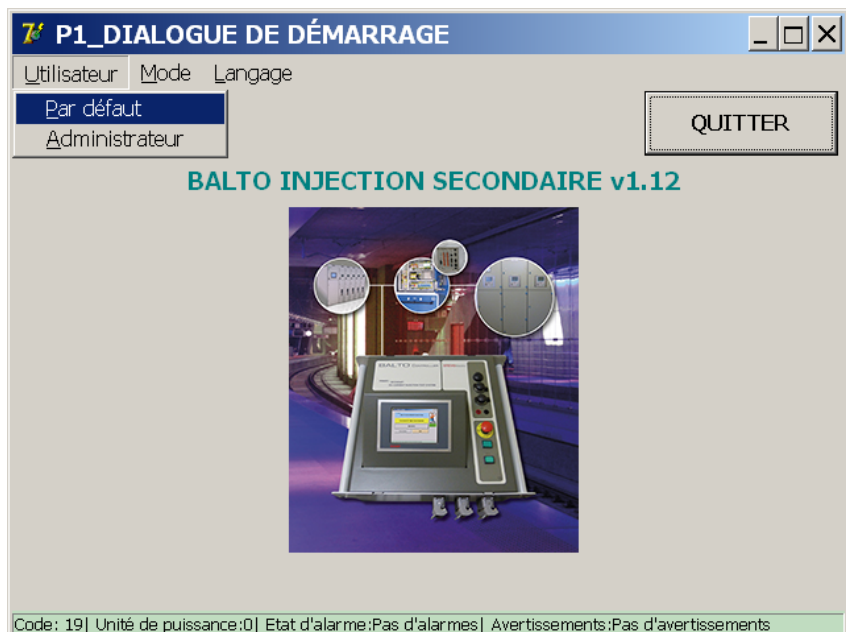 P1_DIALOGUE DE DÉMARRAGE
Utilisateur Mode Langage
Par défaut
Administrateur
QUITTER
BALTO INJECTION SECONDAIRE v1.12
BALTO
Code: 19| Unité de puissance:0| Etat d'alarme:Pas d'alarmes| Avertissements:Pas d'avertissements